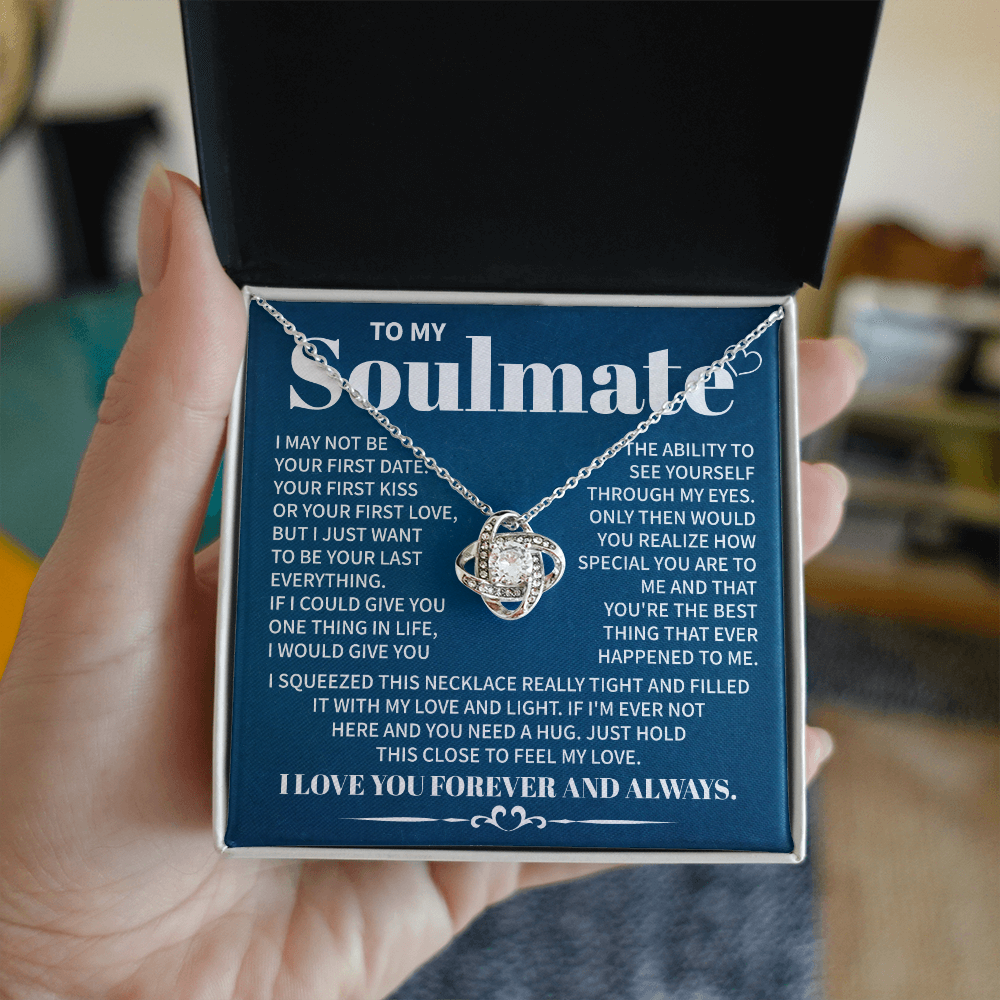 TO MY
Soulmate
I MAY NOT BE
YOUR FIRST DATE.
YOUR FIRST KISS
OR YOUR FIRST LOVE,
BUT I JUST WANT
TO BE YOUR LAST
EVERYTHING.
IF I COULD GIVE YOU
ONE THING IN LIFE,
I WOULD GIVE YOU
THE ABILITY TO
SEE YOURSELF
THROUGH MY EYES.
ONLY THEN WOULD
YOU REALIZE HOW
SPECIAL YOU ARE TO
ME AND THAT
YOU'RE THE BEST
THING THAT EVER
HAPPENED TO ME.
I SQUEEZED THIS NECKLACE REALLY TIGHT AND FILLED
IT WITH MY LOVE AND LIGHT. IF I'M EVER NOT
HERE AND YOU NEED A HUG. JUST HOLD
THIS CLOSE TO FEEL MY LOVE.
I LOVE YOU FOREVER AND ALWAYS.